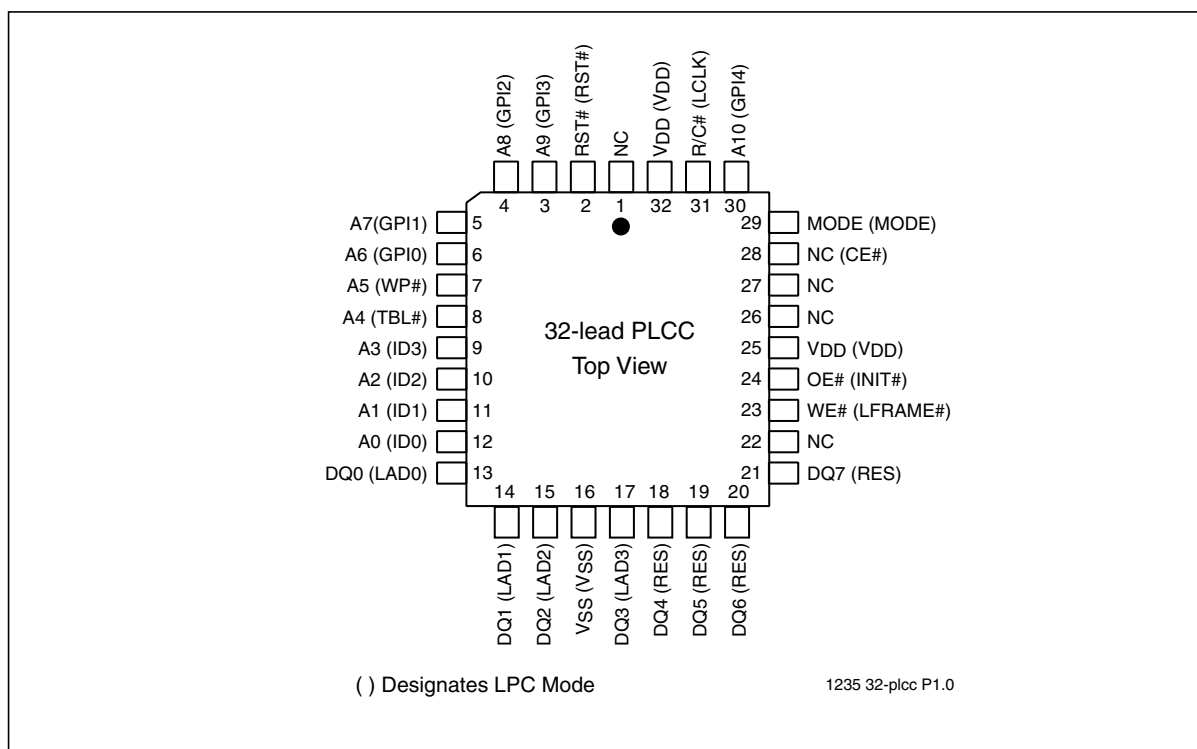 A8 (GPI2)
A9 (GPI3)
RST# (RST#)
NC
VDD (VDD)
R/C# (LCLK)
A10 (GPI4)
4
3
2
1
32
31
30
A7(GPI1)
5
A6 (GPI0)
6
A5 (WP#)
7
A4 (TBL#)
8
A3 (ID3)
9
A2 (ID2)
10
A1 (ID1)
11
A0 (ID0)
12
DQ0 (LAD0)
13
32-lead PLCC
Top View
29
MODE (MODE)
28
NC (CE#)
27
NC
26
NC
25
VDD (VDD)
24
OE# (INIT#)
23
WE# (LFRAME#)
22
NC
21
DQ7 (RES)
14
15
16
17
18
19
20
DQ1 (LAD1)
DQ2 (LAD2)
VSS (VSS)
DQ3 (LAD3)
DQ4 (RES)
DQ5 (RES)
DQ6 (RES)
( ) Designates LPC Mode
1235 32-plcc P1.0